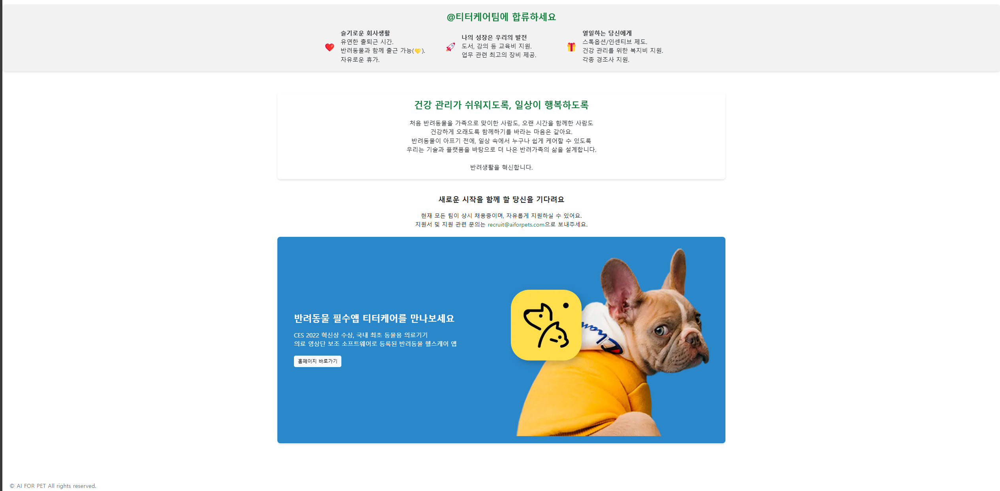 @티터케어팀에 합류하세요
슬기로운 회사생활
유연한 출퇴근 시간.
반려동물과 함께 출근 가능(💛).
자유로운 휴가.
나의 성장은 우리의 발전
도서, 강의 등 교육비 지원.
업무 관련 최고의 장비 제공.
열일하는 당신에게
스톡옵션/인센티브 제도.
건강 관리를 위한 복지비 지원.
각종 경조사 지원.
건강 관리가 쉬워지도록, 일상이 행복하도록
처음 반려동물을 가족으로 맞이한 사람도, 오랜 시간을 함께한 사람도
건강하게 오래도록 함께하기를 바라는 마음은 같아요.
반려동물이 아프기 전에, 일상 속에서 누구나 쉽게 케어할 수 있도록
우리는 기술과 플랫폼을 바탕으로 더 나은 반려가족의 삶을 설계합니다.
반려생활을 혁신합니다.
새로운 시작을 함께 할 당신을 기다려요
현재 모든 팀이 상시 채용중이며, 자유롭게 지원하실 수 있어요.
지원서 및 지원 관련 문의는 recruit@aiforpets.com으로 보내주세요.
반려동물 필수앱 티터케어를 만나보세요
CES 2022 혁신상 수상, 국내 최초 동물용 의료기기
의료 영상단 보조 소프트웨어로 등록된 반려동물 헬스케어 앱
홈페이지 바로가기
© AI FOR PET All rights reserved.